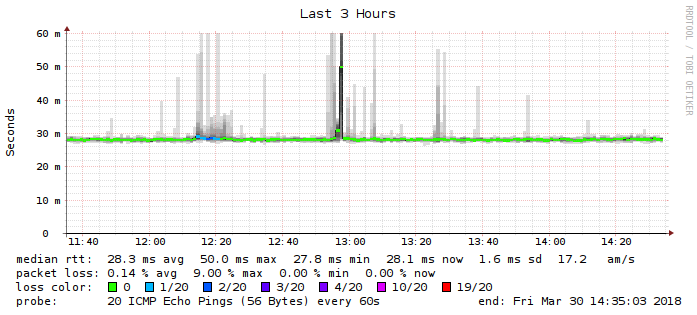 Last 3 Hours
RRDTOOL / TOBI OETIKER
Seconds
60 m
50 m
40 m
30 m
20 m
10 m
0
11:40 12:00 12:20 12:40 13:00 13:20 13:40 14:00 14:20
median rtt: 28.3 ms avg 50.0 ms max 27.8 ms min 28.1 ms now 1.6 ms sd 17.2 am/s
packet loss: 0.14 % avg 9.00 % max 0.00 % min 0.00 % now
loss color: 0 1/20 2/20 3/20 4/20 10/20 19/20
probe: 20 ICMP Echo Pings (56 Bytes) every 60s end: Fri Mar 30 14:35:03 2018